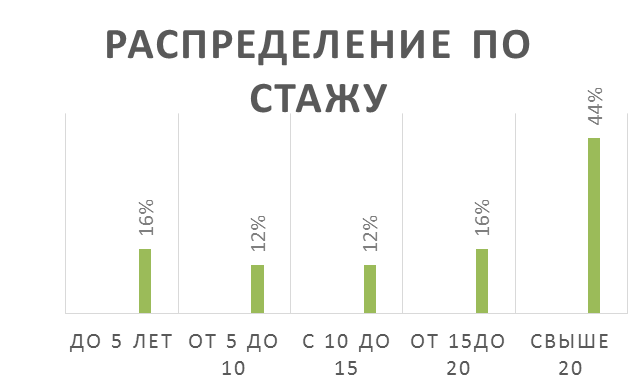 РАСПРЕДЕЛЕНИЕ ПО
СТАЖУ
16%
12%
12%
16%
44%
ДО 5 ЛЕТ
ОТ 5 ДО
10
С 10 ДО
15
ОТ 15ДО
20
СВЫШЕ
20